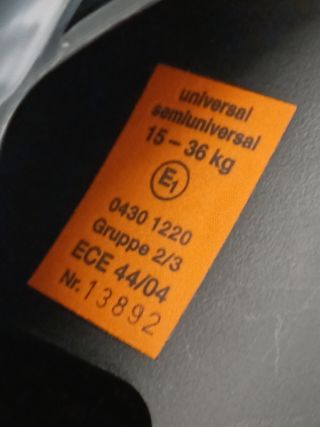 universal
semiuniversal
15 – 36 kg
E1
0430 1220
Gruppe 2/3
ECE 44/04
Nr. 13892